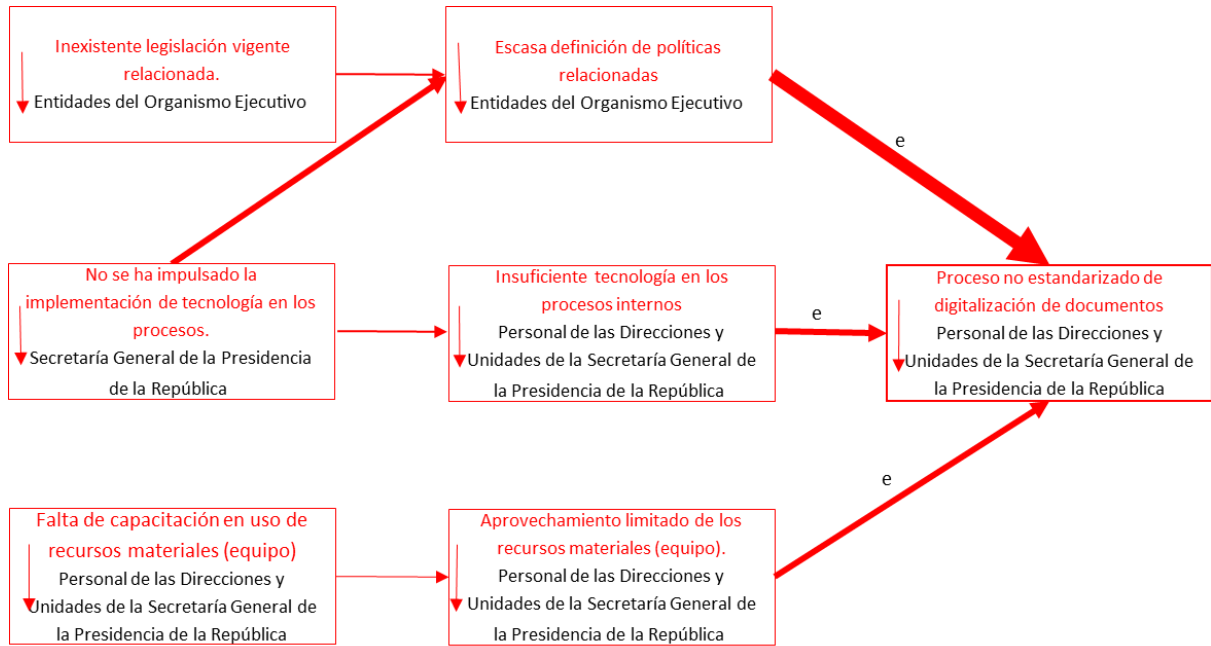 Inexistente legislación vigente
relacionada.
Entidades del Organismo Ejecutivo
Escasa definición de políticas
relacionadas
Entidades del Organismo Ejecutivo
e
No se ha impulsado la
implementación de tecnología en los
procesos.
Secretaría General de la Presidencia
de la República
Insuficiente tecnología en los
procesos internos
Personal de las Direcciones y
Unidades de la Secretaría General de
la Presidencia de la República
e
Proceso no estandarizado de
digitalización de documentos
Personal de las Direcciones y
Unidades de la Secretaría General de
la Presidencia de la República
e
Falta de capacitación en uso de
recursos materiales (equipo)
Personal de las Direcciones y
Unidades de la Secretaría General de
la Presidencia de la República
Aprovechamiento limitado de los
recursos materiales (equipo).
Personal de las Direcciones y
Unidades de la Secretaría General de
la Presidencia de la República